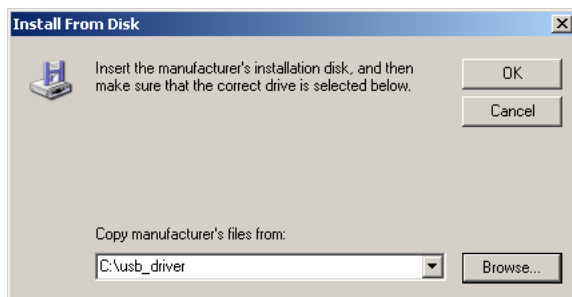 Install From Disk
Insert the manufacturer's installation disk, and then
make sure that the correct drive is selected below.
OK
Cancel
Copy manufacturer's files from:
C:\usb_driver
Browse...